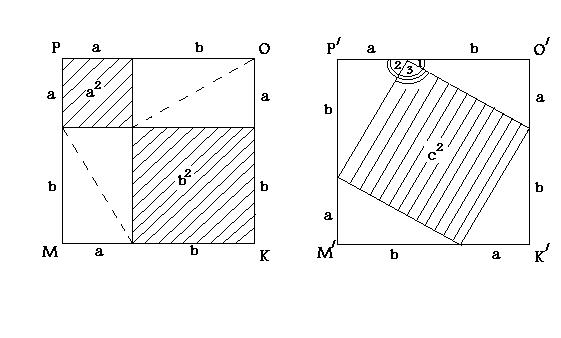 P a b O P′ a b O′
2 3 1
a a² a b a
b b² b c² b
a
M a b K M′ b a K′